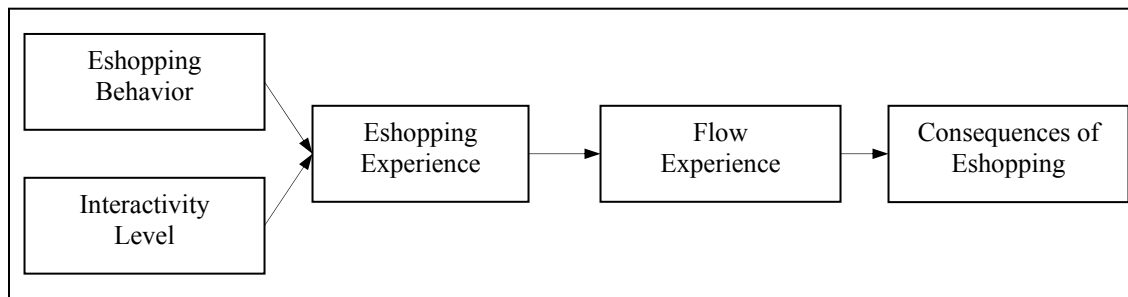 Eshopping
Behavior
Interactivity
Level
Eshopping
Experience
Flow
Experience
Consequences of
Eshopping